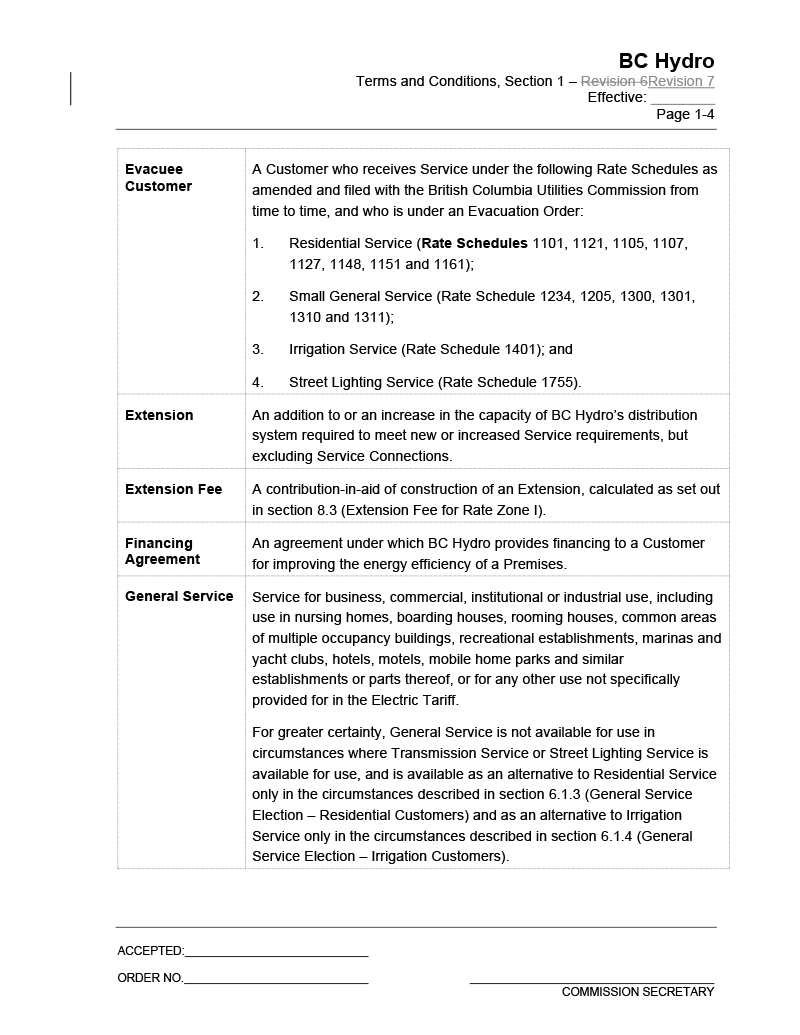 BC Hydro
Terms and Conditions, Section 1 – Revision 6Revision 7
Effective: ________
Page 1-4
Evacuee
Customer
A Customer who receives Service under the following Rate Schedules as
amended and filed with the British Columbia Utilities Commission from
time to time, and who is under an Evacuation Order:
1. Residential Service (Rate Schedules 1101, 1121, 1105, 1107,
1127, 1148, 1151 and 1161);
2. Small General Service (Rate Schedule 1234, 1205, 1300, 1301,
1310 and 1311);
3. Irrigation Service (Rate Schedule 1401); and
4. Street Lighting Service (Rate Schedule 1755).
Extension
An addition to or an increase in the capacity of BC Hydro’s distribution
system required to meet new or increased Service requirements, but
excluding Service Connections.
Extension Fee
A contribution-in-aid of construction of an Extension, calculated as set out
in section 8.3 (Extension Fee for Rate Zone I).
Financing
Agreement
An agreement under which BC Hydro provides financing to a Customer
for improving the energy efficiency of a Premises.
General Service
Service for business, commercial, institutional or industrial use, including
use in nursing homes, boarding houses, rooming houses, common areas
of multiple occupancy buildings, recreational establishments, marinas and
yacht clubs, hotels, motels, mobile home parks and similar
establishments or parts thereof, or for any other use not specifically
provided for in the Electric Tariff.
For greater certainty, General Service is not available for use in
circumstances where Transmission Service or Street Lighting Service is
available for use, and is available as an alternative to Residential Service
only in the circumstances described in section 6.1.3 (General Service
Election – Residential Customers) and as an alternative to Irrigation
Service only in the circumstances described in section 6.1.4 (General
Service Election – Irrigation Customers).
ACCEPTED:____________________________
ORDER NO.____________________________
COMMISSION SECRETARY